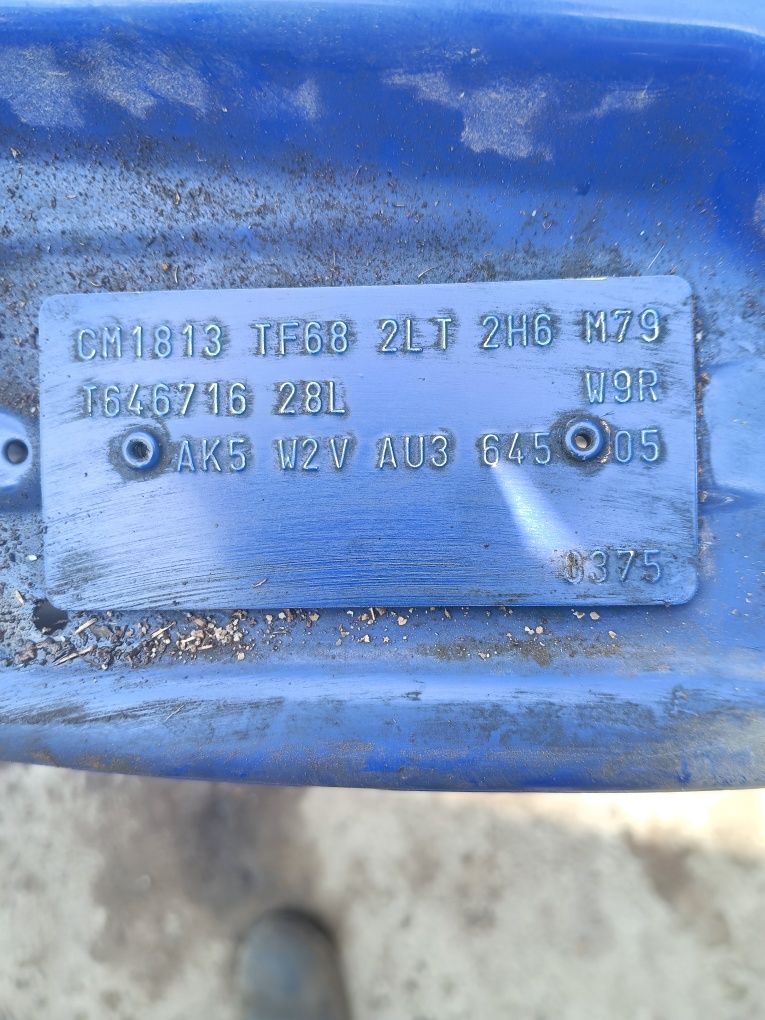 CM1813 TF68 2LT 2H6 M79
T646716 28L W9R
AK5 W2V AU3 645 05
0375